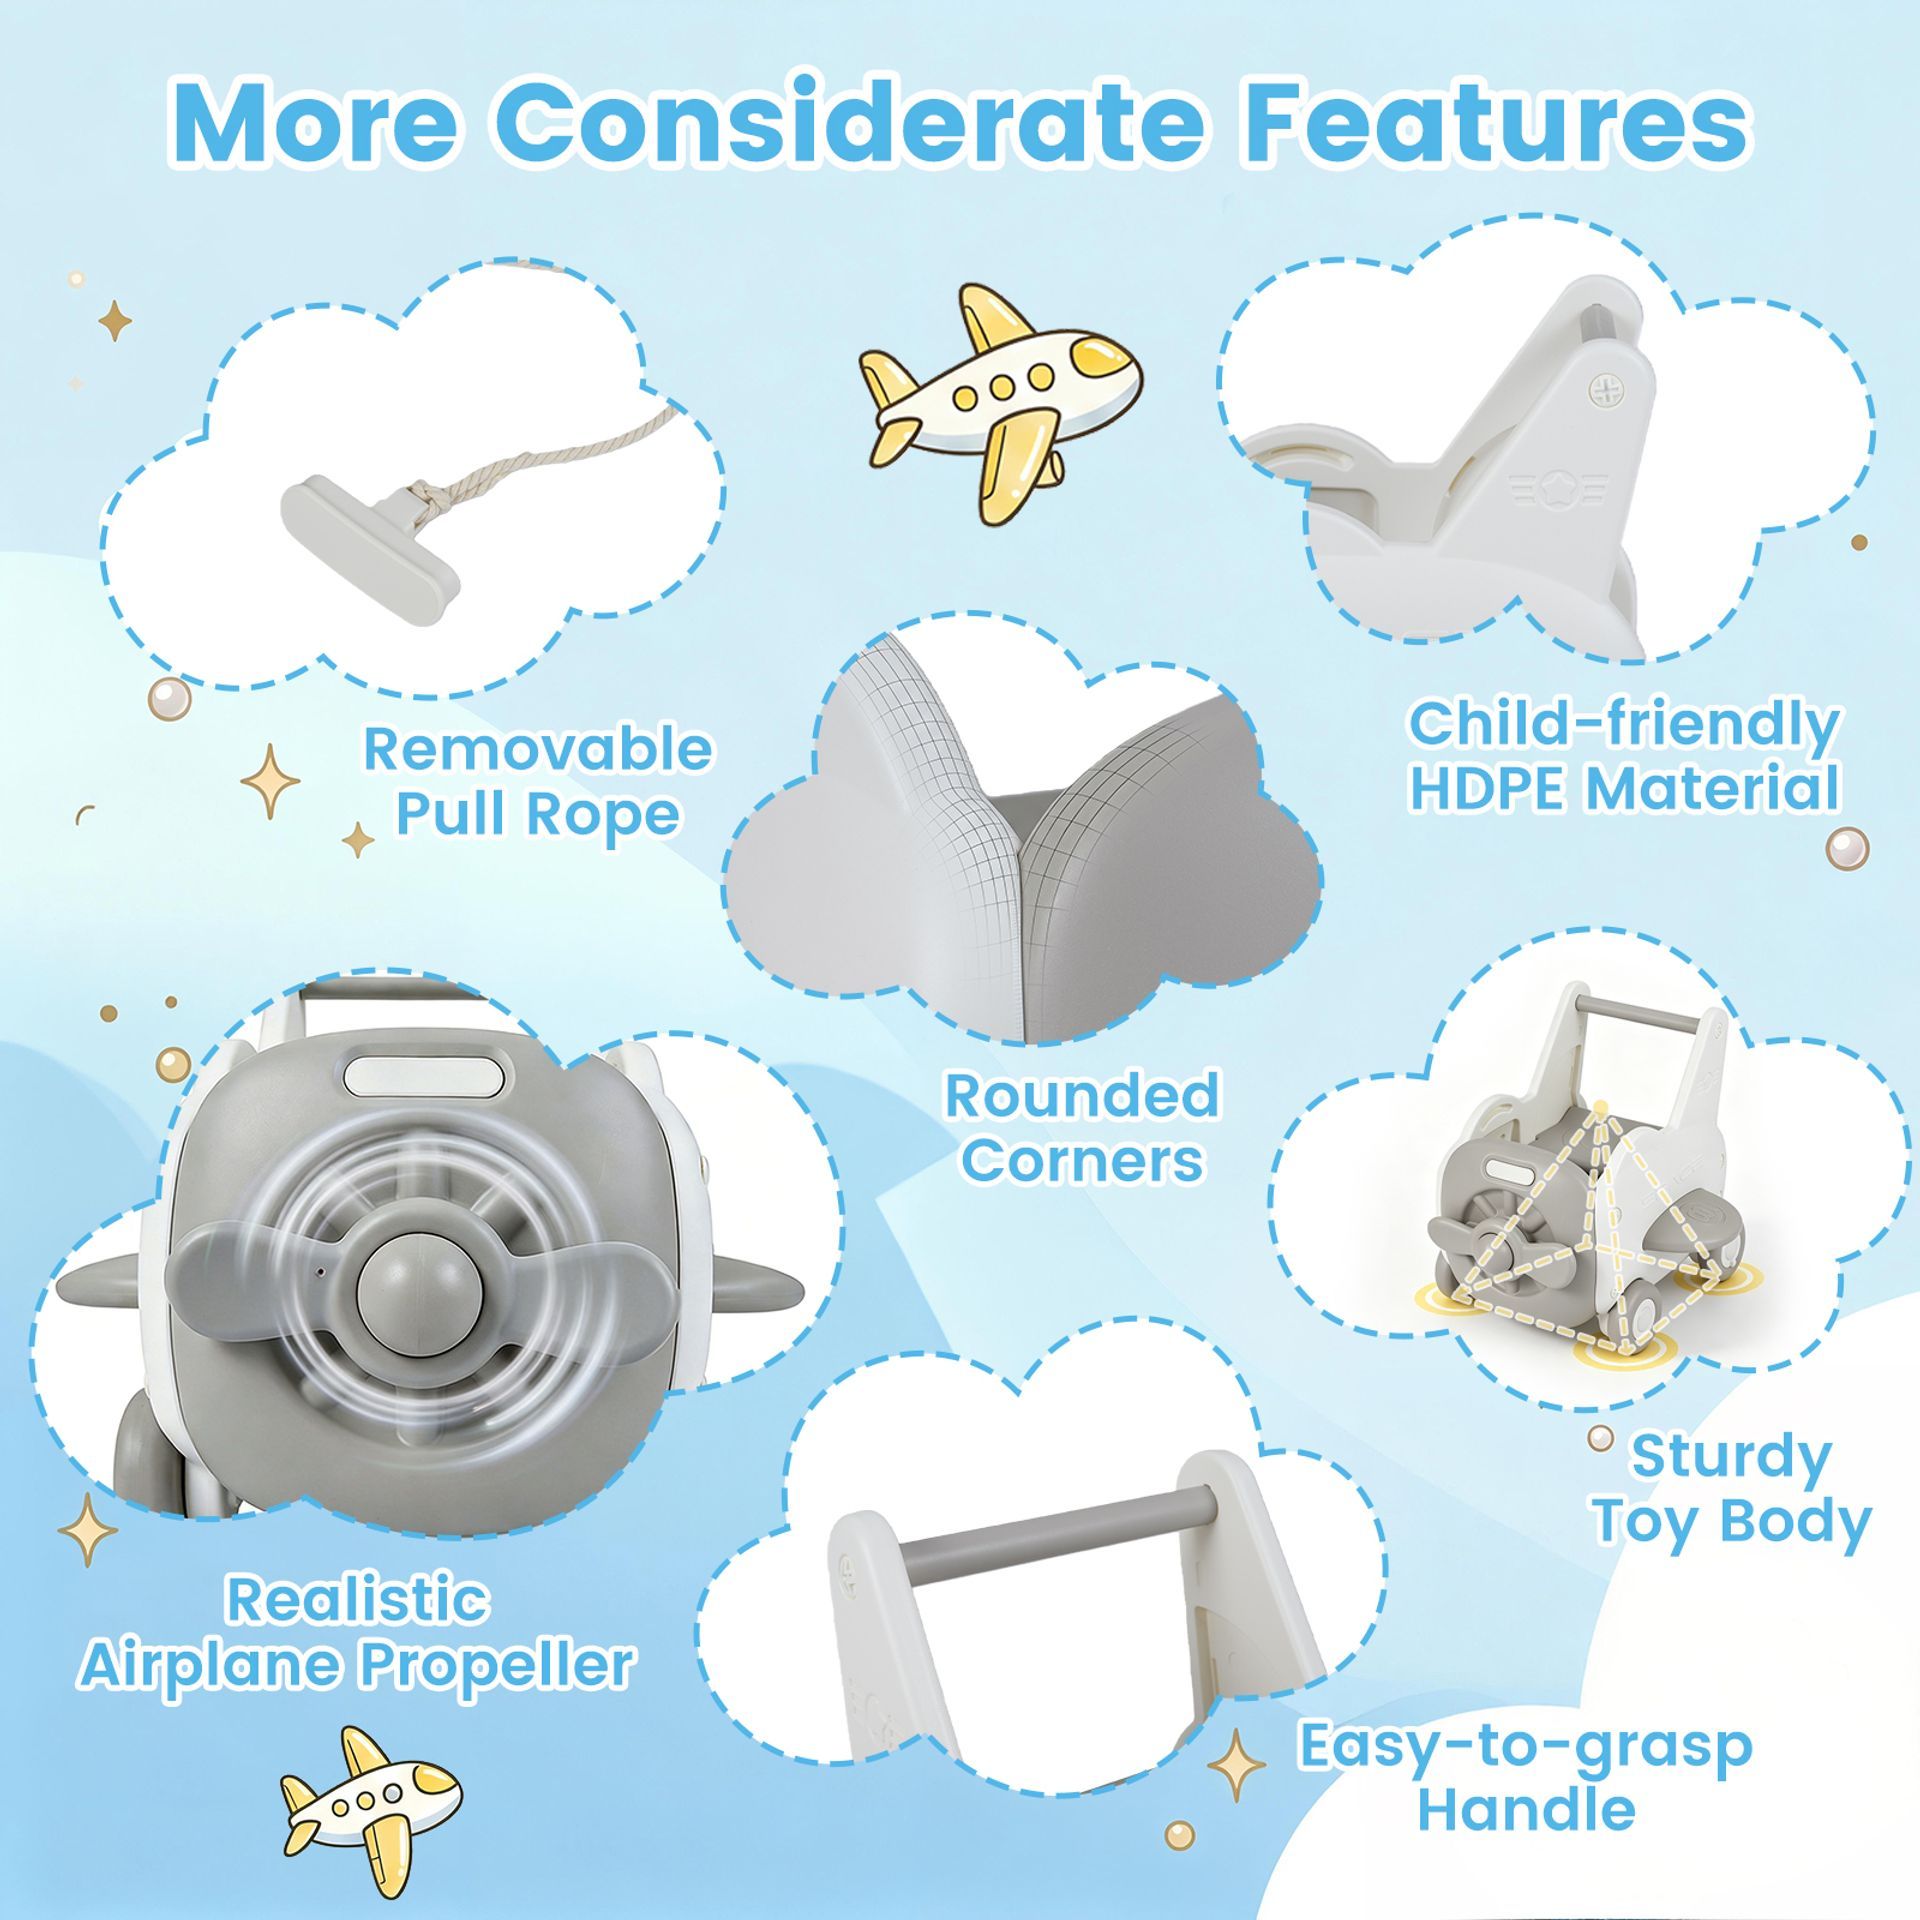 More Considerate Features
Removable
Pull Rope
Child-friendly
HDPE Material
Rounded
Corners
Sturdy
Toy Body
Realistic
Airplane Propeller
Easy-to-grasp
Handle